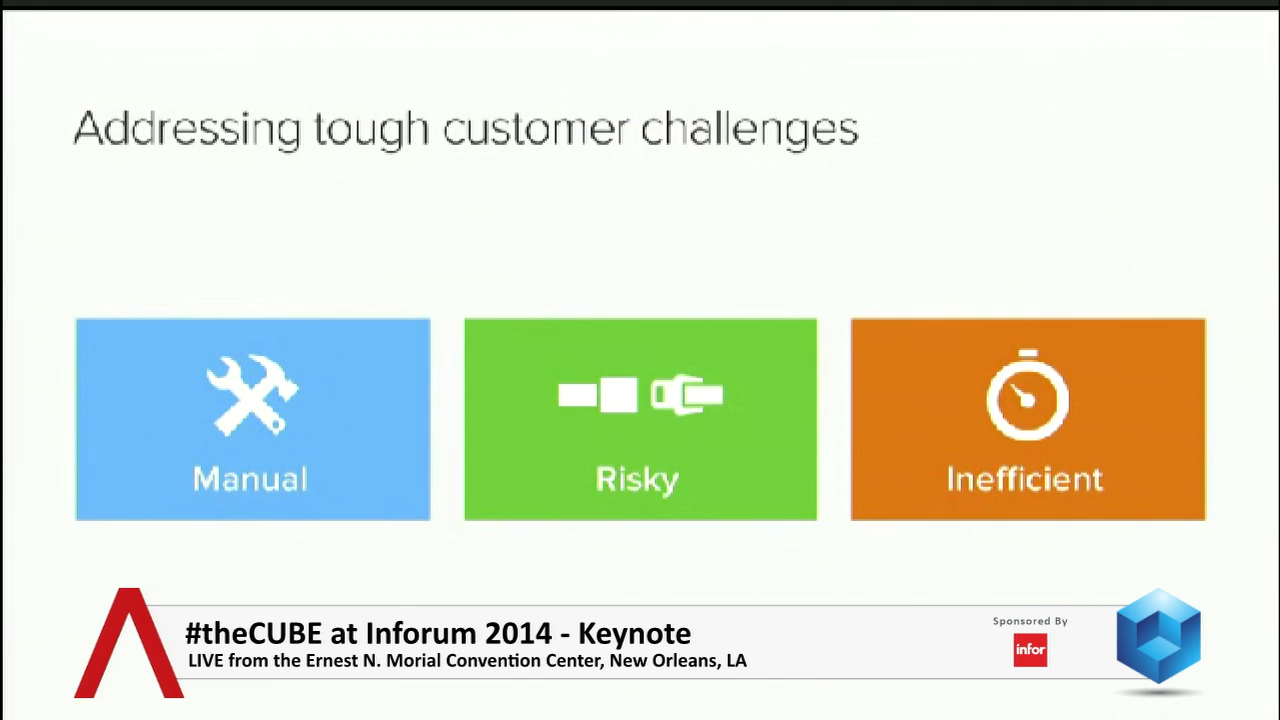 Addressing tough customer challenges
Manual
Risky
Inefficient
#theCUBE at Inforum 2014 - Keynote
LIVE from the Ernest N. Morial Convention Center, New Orleans, LA
Sponsored By
infor